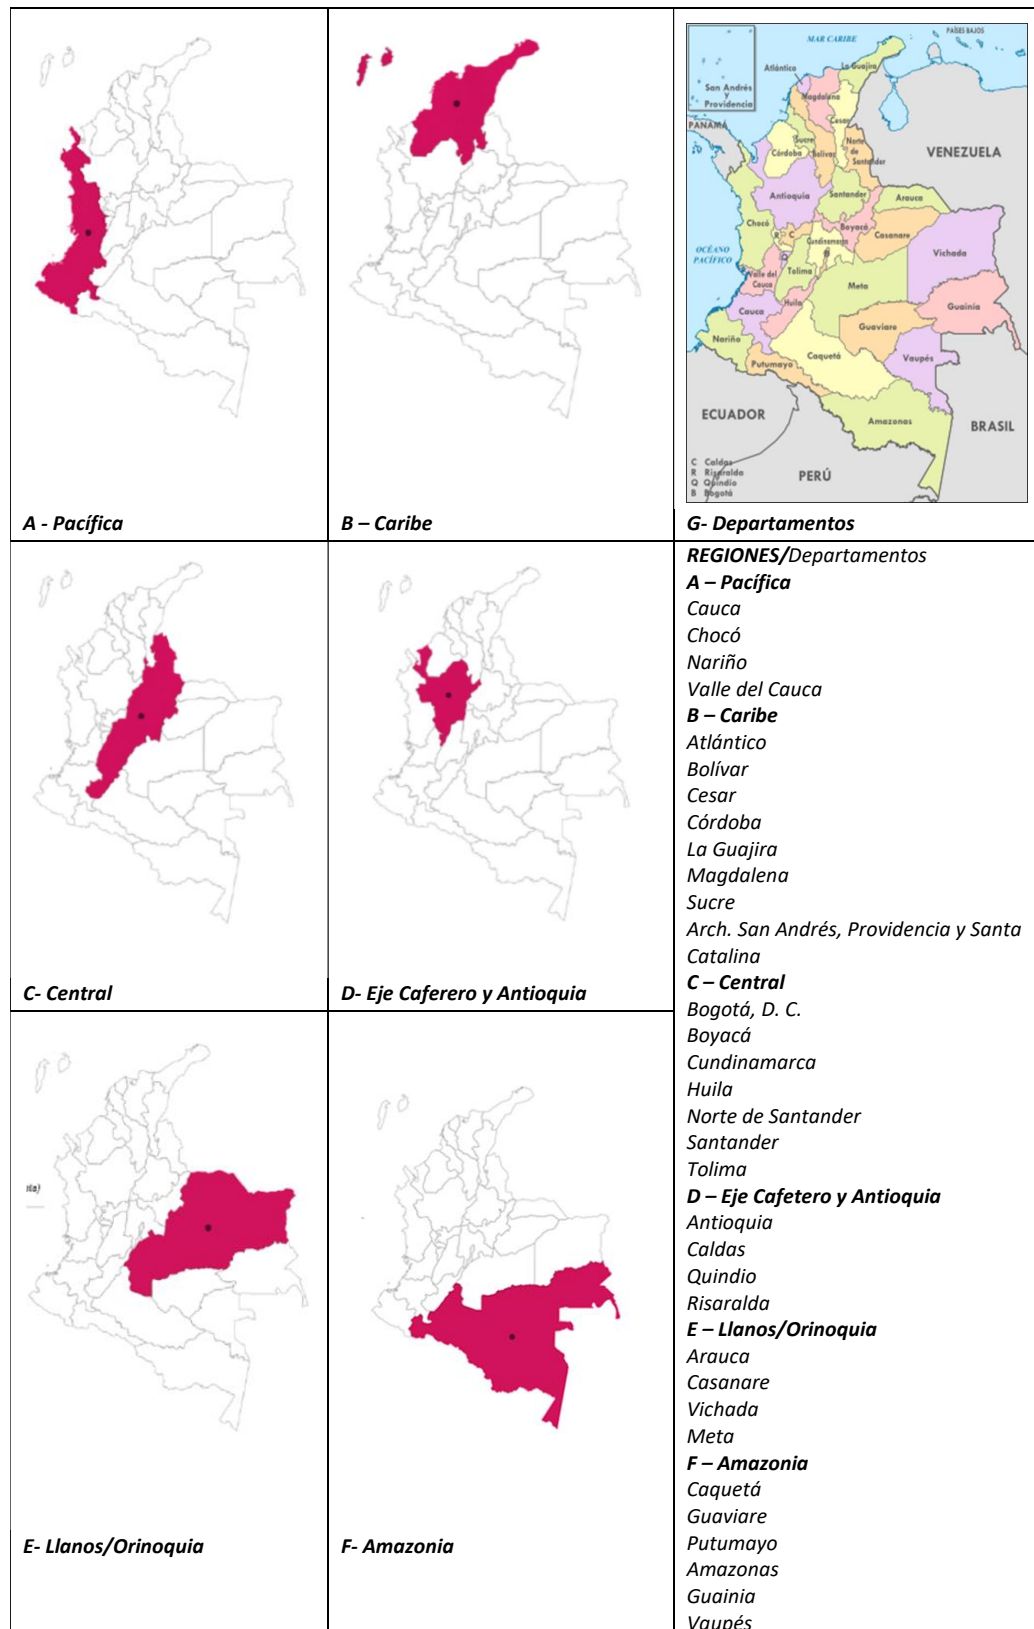 MAR CARIBE
PAÍSES BAJOS
La Guajira
Atlántico
San Andrés
y
Providencia
Magdalena
PANAMÁ
Cesar
Sucre
Norte
de
Santander
Córdoba
Bolívar
VENEZUELA
Antioquia
Santander
Arauca
Chocó
Boyacá
R
C
Casanare
Cundinamarca
OCÉANO
PACÍFICO
Vichada
Valle del
Cauca
Tolima
Meta
Huila
Guainía
Cauca
Guaviare
Nariño
Caquetá
Vaupés
Putumayo
ECUADOR
Amazonas
BRASIL
C Caldas
R Risaralda
Q Quindío
B Bogotá
PERÚ
A - Pacífica
B – Caribe
G- Departamentos
C- Central
D- Eje Caferero y Antioquia
E- Llanos/Orinoquia
F- Amazonia
REGIONES/Departamentos
A – Pacífica
Cauca
Chocó
Nariño
Valle del Cauca
B – Caribe
Atlántico
Bolívar
Cesar
Córdoba
La Guajira
Magdalena
Sucre
Arch. San Andrés, Providencia y Santa
Catalina
C – Central
Bogotá, D. C.
Boyacá
Cundinamarca
Huila
Norte de Santander
Santander
Tolima
D – Eje Cafetero y Antioquia
Antioquia
Caldas
Quindio
Risaralda
E – Llanos/Orinoquia
Arauca
Casanare
Vichada
Meta
F – Amazonia
Caquetá
Guaviare
Putumayo
Amazonas
Guainia
Vaupés